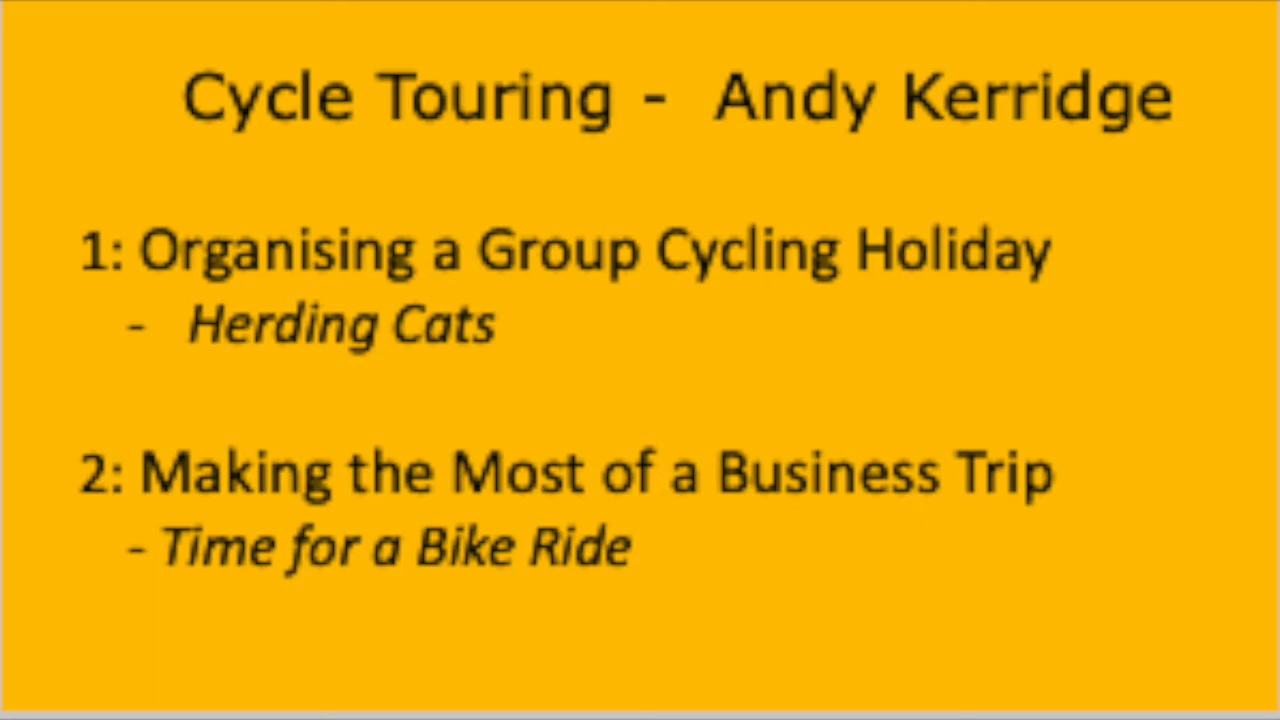 Cycle Touring - Andy Kerridge
1: Organising a Group Cycling Holiday
- Herding Cats
2: Making the Most of a Business Trip
- Time for a Bike Ride